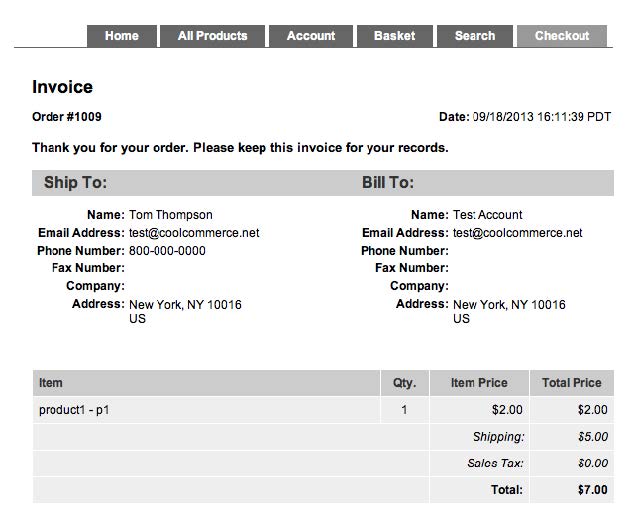 Home All Products Account Basket Search Checkout
Invoice
Order #1009 Date: 09/18/2013 16:11:39 PDT
Thank you for your order. Please keep this invoice for your records.
Ship To: Bill To:
Name: Tom Thompson Name: Test Account
Email Address: test@coolcommerce.net Email Address: test@coolcommerce.net
Phone Number: 800-000-0000 Phone Number:
Fax Number: Fax Number:
Company: Company:
Address: New York, NY 10016 Address: New York, NY 10016
US US
Item Qty. Item Price Total Price
product1 - p1 1 $2.00 $2.00
Shipping: $5.00
Sales Tax: $0.00
Total: $7.00